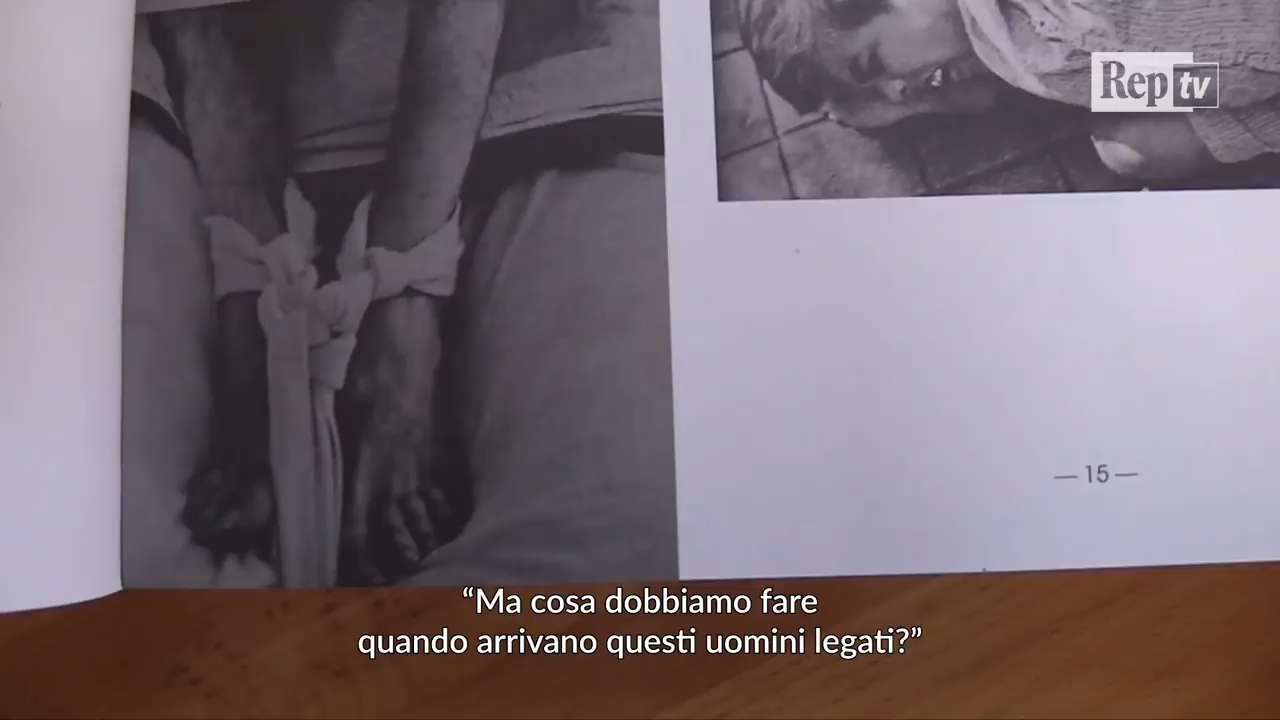 Rep tv
— 15 —
“Ma cosa dobbiamo fare
quando arrivano questi uomini legati?”